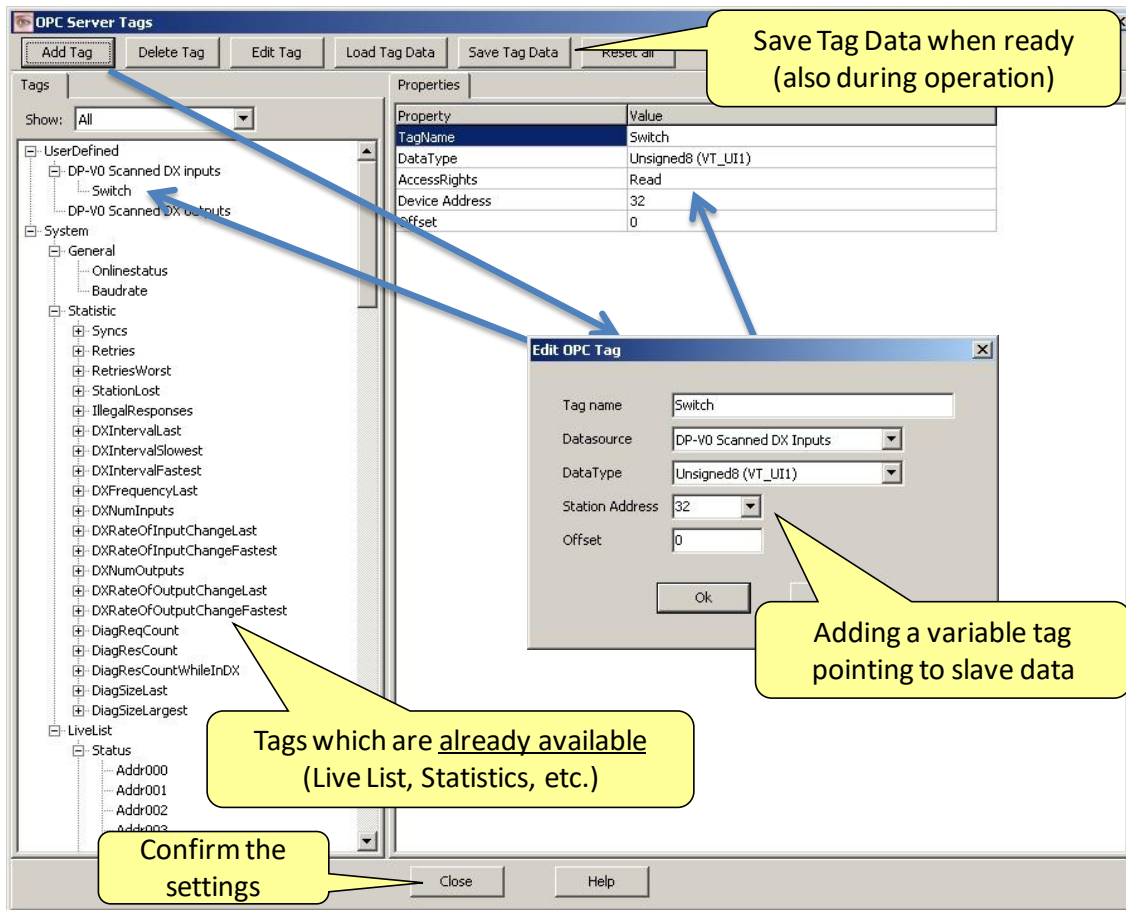 OPC Server Tags
Add Tag
Delete Tag
Edit Tag
Load Tag Data
Save Tag Data
Reset all
Save Tag Data when ready
(also during operation)
Tags
Show: All
UserDefined
DP-V0 Scanned DX inputs
Switch
DP-V0 Scanned DX outputs
System
General
Onlinestatus
Baudrate
Statistic
Syncs
Retries
RetriesWorst
StationLost
IllegalResponses
DXIntervalLast
DXIntervalSlowest
DXIntervalFastest
DXFrequencyLast
DXNumInputs
DXRateOfInputChangeLast
DXRateOfInputChangeFastest
DXNumOutputs
DXRateOfOutputChangeLast
DXRateOfOutputChangeFastest
DiagReqCount
DiagResCount
DiagResCountWhileInDX
DiagSizeLast
DiagSizeLargest
LiveList
Status
Addr000
Addr001
Addr002
Addr003
Properties
Property Value
TagName Switch
DataType Unsigned8 (VT_UI1)
AccessRights Read
Device Address 32
Offset 0
Edit OPC Tag
Tag name Switch
Datasource DP-V0 Scanned DX Inputs
DataType Unsigned8 (VT_UI1)
Station Address 32
Offset 0
Ok
Adding a variable tag
pointing to slave data
Tags which are already available
(Live List, Statistics, etc.)
Confirm the
settings
Close
Help